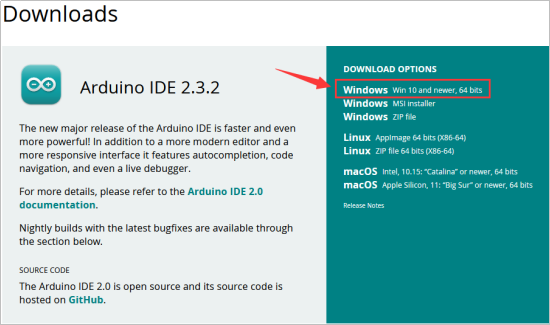 Downloads
Arduino IDE 2.3.2
The new major release of the Arduino IDE is faster and even
more powerful! In addition to a more modern editor and a
more responsive interface it features autocompletion, code
navigation, and even a live debugger.
For more details, please refer to the Arduino IDE 2.0
documentation.
Nightly builds with the latest bugfixes are available through
the section below.
SOURCE CODE
The Arduino IDE 2.0 is open source and its source code is
hosted on GitHub.
DOWNLOAD OPTIONS
Windows Win 10 and newer, 64 bits
Windows MSI installer
Windows ZIP file
Linux AppImage 64 bits (X86-64)
Linux ZIP file 64 bits (X86-64)
macOS Intel, 10.15: “Catalina” or newer, 64 bits
macOS Apple Silicon, 11: “Big Sur” or newer, 64 bits
Release Notes